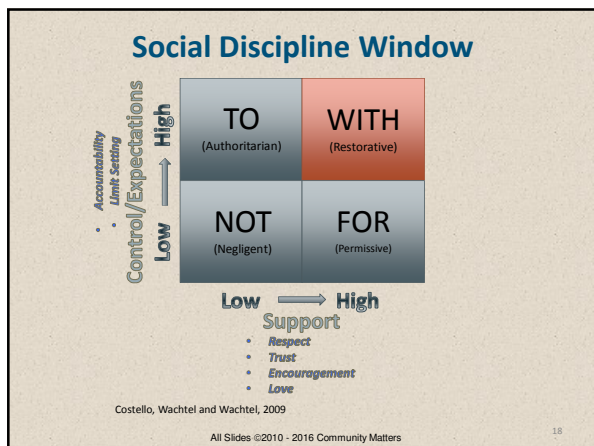 Social Discipline Window
• Accountability
• Limit Setting
Control/Expectations
Low High
TO
(Authoritarian)
WITH
(Restorative)
NOT
(Negligent)
FOR
(Permissive)
Low High
Support
• Respect
• Trust
• Encouragement
• Love
Costello, Wachtel and Wachtel, 2009
All Slides ©2010 - 2016 Community Matters
18